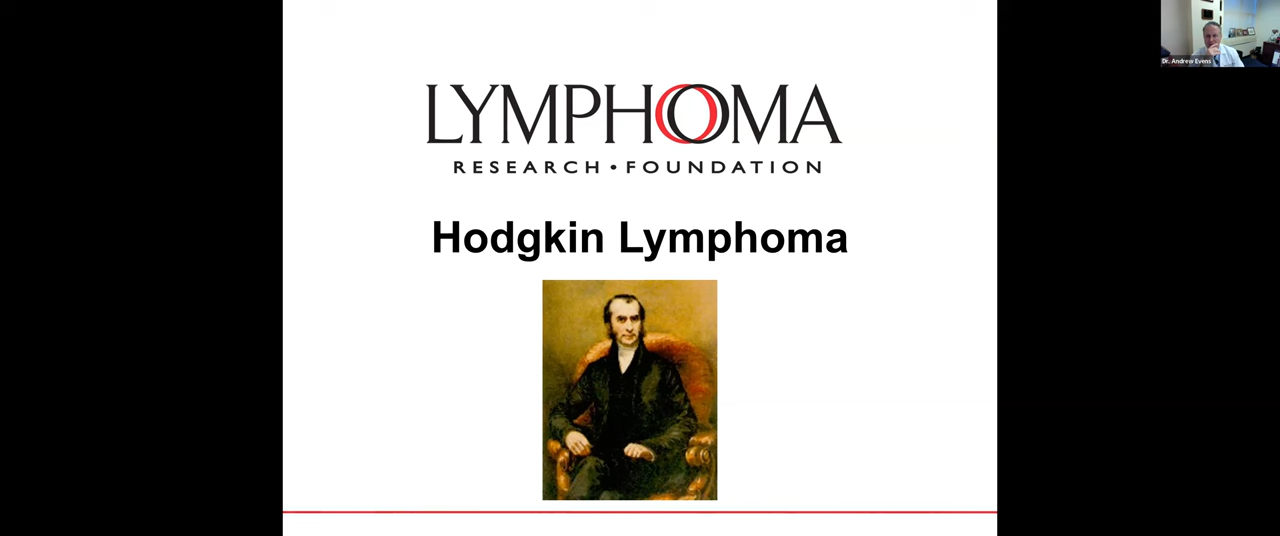 LYMPHOMA
RESEARCH • FOUNDATION
Hodgkin Lymphoma
Dr. Andrew Evens